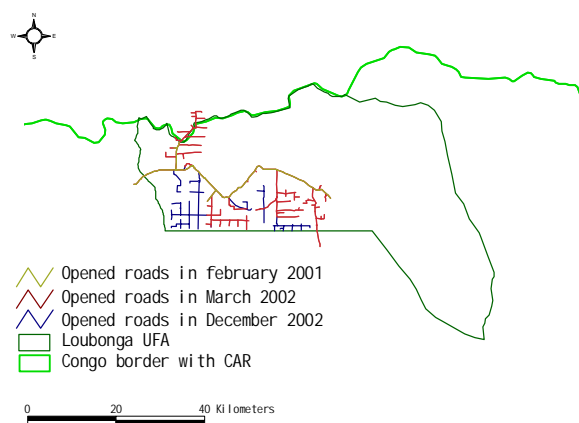 N
W E
S
Opened roads in february 2001
Opened roads in March 2002
Opened roads in December 2002
Loubonga UFA
Congo border with CAR
0 20 40 Kilometers